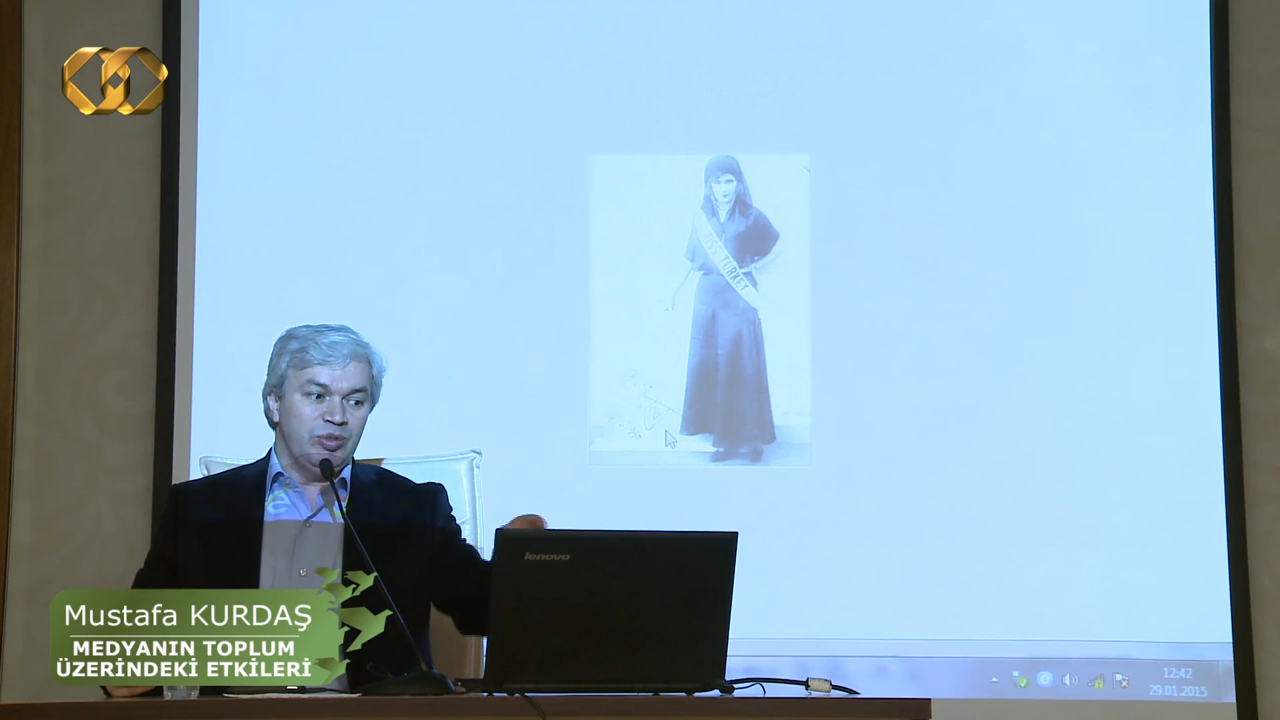 MISS TURKEY
lenovo
Mustafa KURDAŞ
MEDYANIN TOPLUM
ÜZERİNDEKİ ETKİLERİ
12:42
29.01.2015